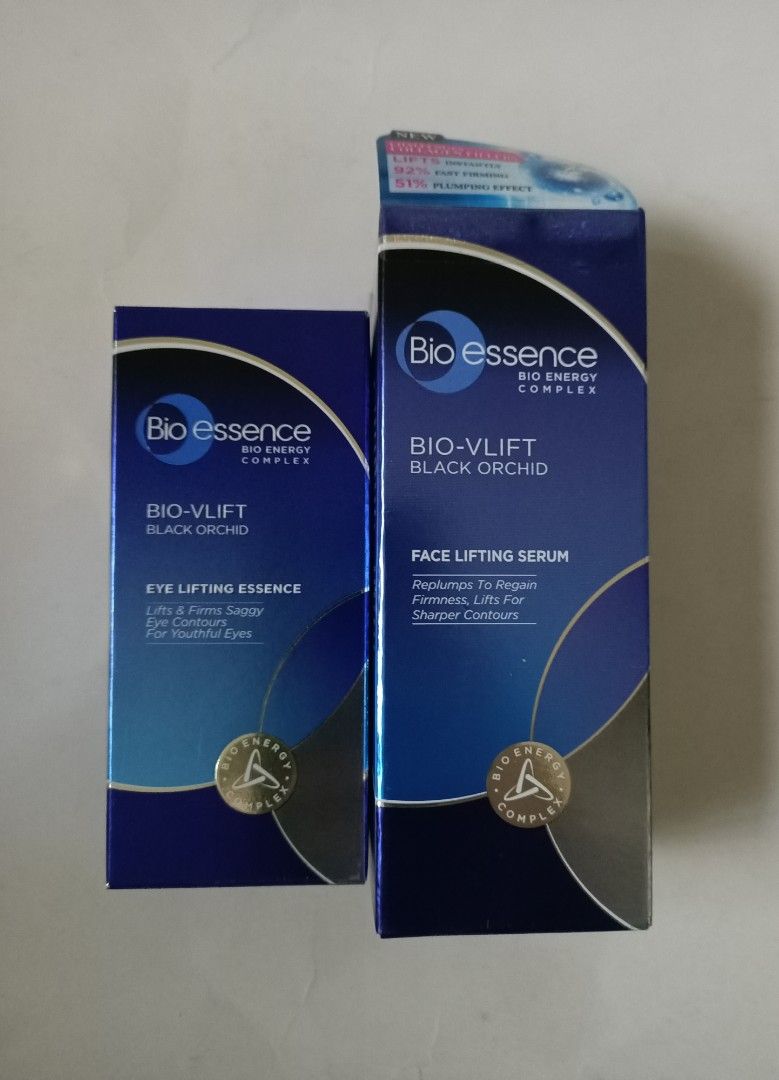 Bio essence
BIO ENERGY
COMPLEX
BIO-VLIFT
BLACK ORCHID
EYE LIFTING ESSENCE
Lifts & Firms Saggy
Eye Contours
For Youthful Eyes
BIO ENERGY COMPLEX
NEW
LIFTS INSTANTLY
92% FAST FIRMING
51% PLUMPING EFFECT
Bio essence
BIO ENERGY
COMPLEX
BIO-VLIFT
BLACK ORCHID
FACE LIFTING SERUM
Replumps To Regain
Firmness, Lifts For
Sharper Contours
BIO ENERGY COMPLEX